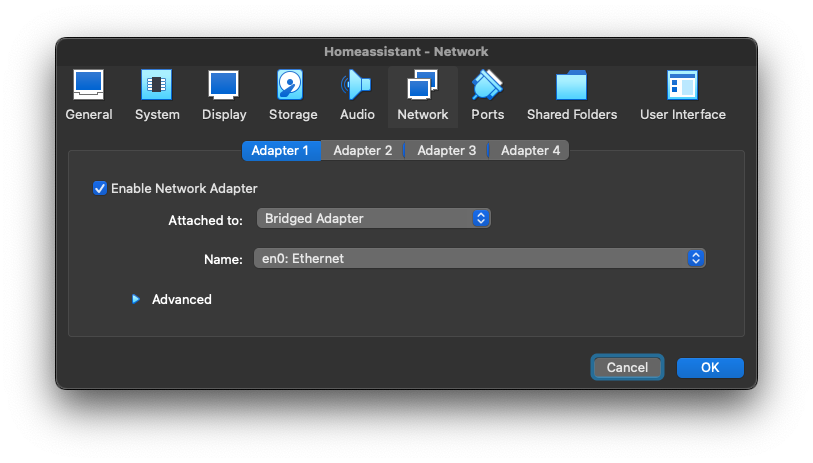 Homeassistant - Network
General System Display Storage Audio Network Ports Shared Folders User Interface
Adapter 1 Adapter 2 Adapter 3 Adapter 4
Enable Network Adapter
Attached to: Bridged Adapter
Name: en0: Ethernet
Advanced
Cancel OK